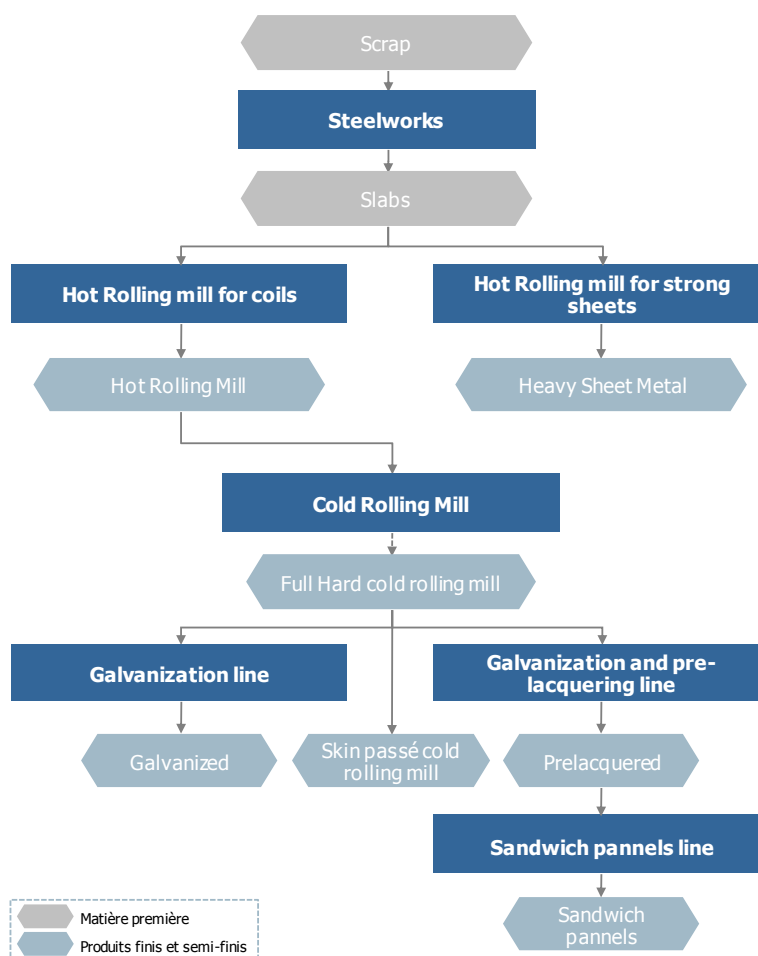 Scrap
Steelworks
Slabs
Hot Rolling mill for coils
Hot Rolling mill for strong
sheets
Hot Rolling Mill
Heavy Sheet Metal
Cold Rolling Mill
Full Hard cold rolling mill
Galvanization line
Galvanization and pre-
lacquering line
Galvanized
Skin passé cold
rolling mill
Prelacquered
Sandwich pannels line
Sandwich
pannels
Matière première
Produits finis et semi-finis